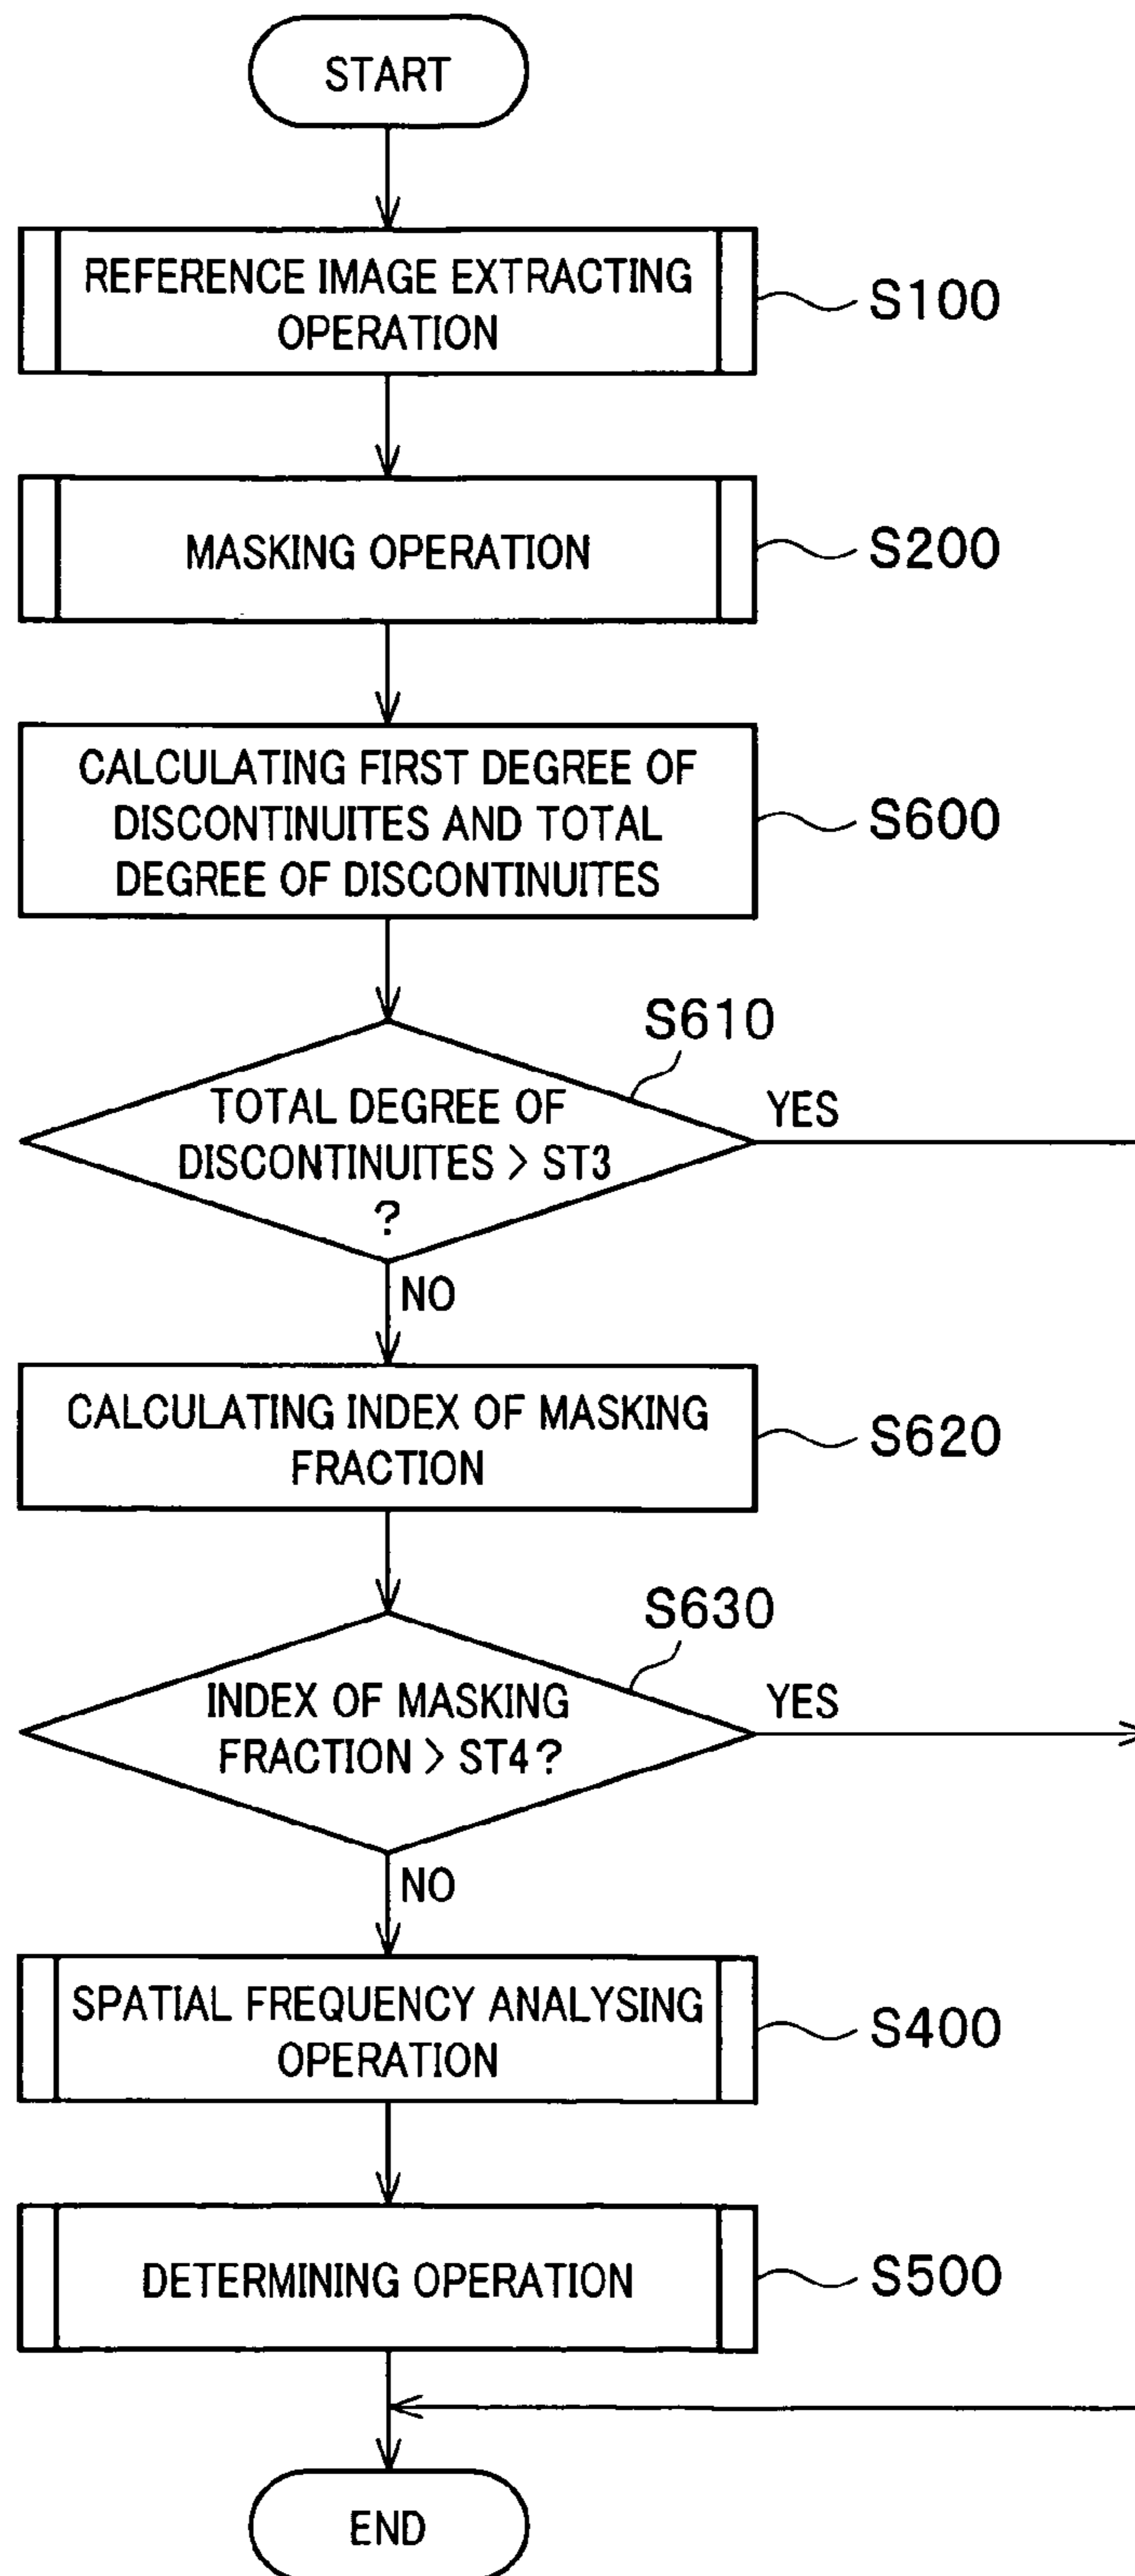 START
REFERENCE IMAGE EXTRACTING
OPERATION
S100
MASKING OPERATION
S200
CALCULATING FIRST DEGREE OF
DISCONTINUITES AND TOTAL
DEGREE OF DISCONTINUITES
S600
S610
TOTAL DEGREE OF
DISCONTINUITES > ST3
?
YES
NO
CALCULATING INDEX OF MASKING
FRACTION
S620
S630
INDEX OF MASKING
FRACTION > ST4?
YES
NO
SPATIAL FREQUENCY ANALYSING
OPERATION
S400
DETERMINING OPERATION
S500
END